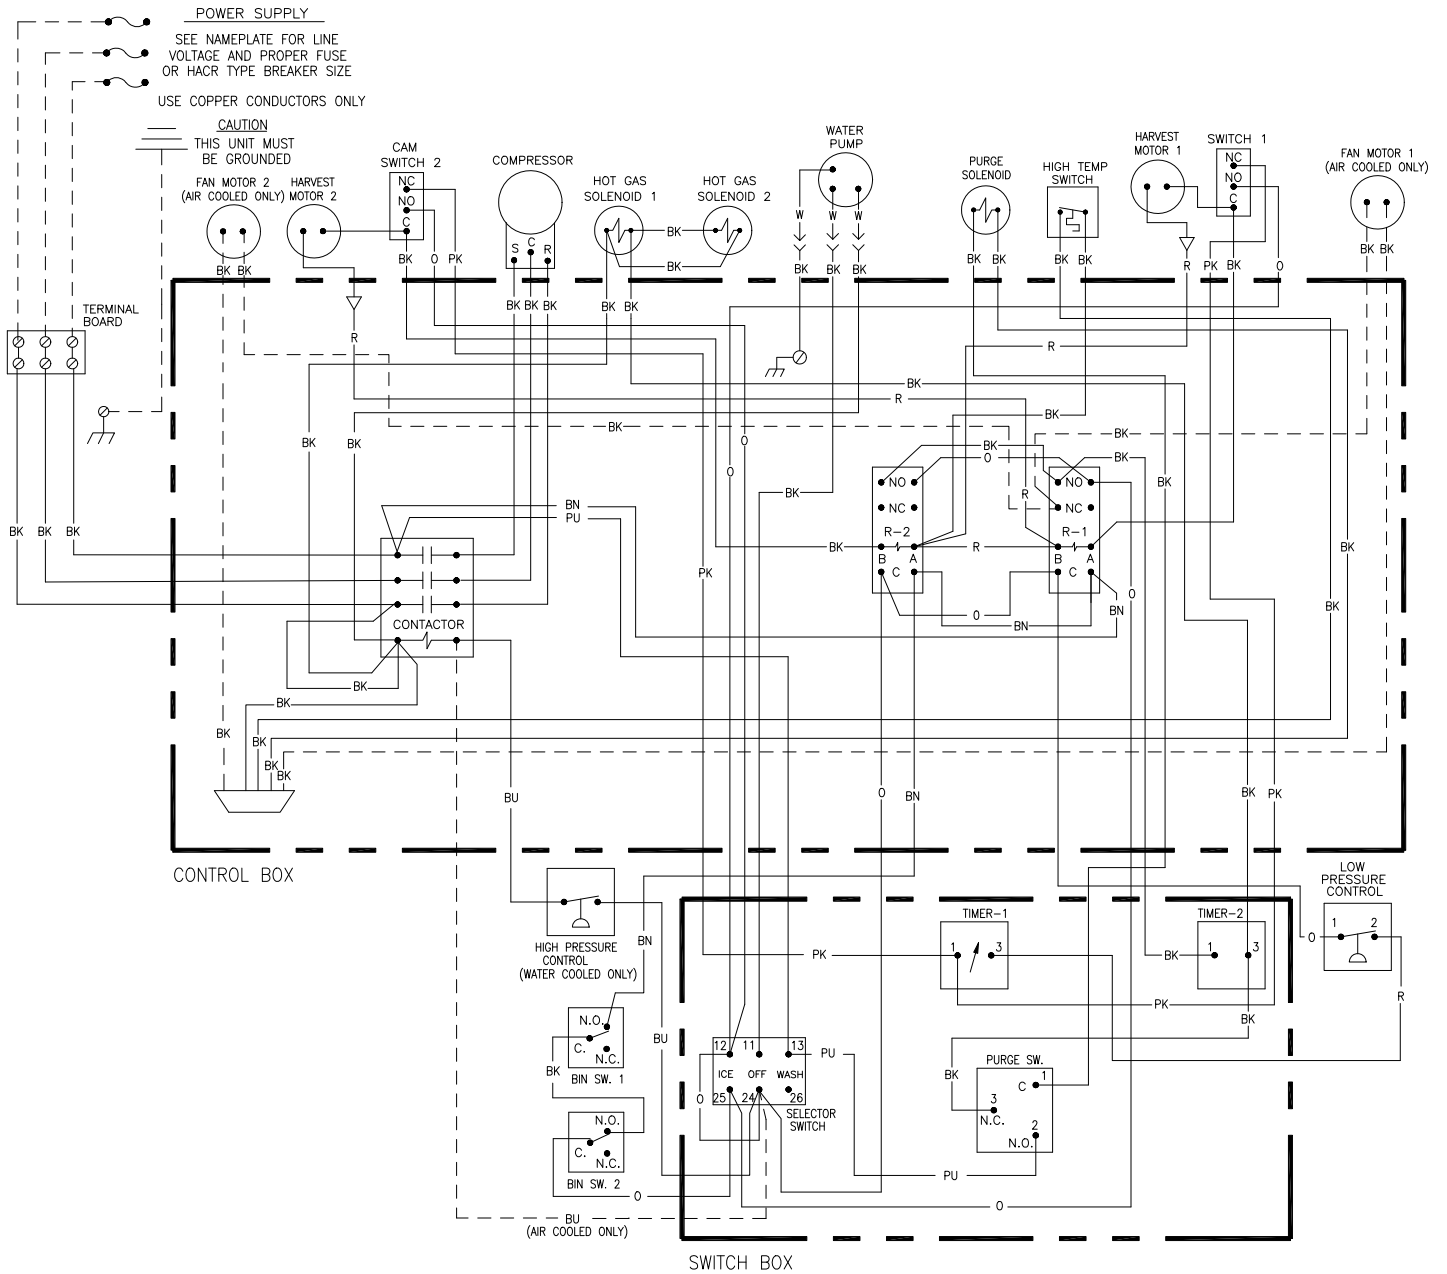 POWER SUPPLY
SEE NAMEPLATE FOR LINE
VOLTAGE AND PROPER FUSE
OR HACR TYPE BREAKER SIZE
USE COPPER CONDUCTORS ONLY
CAUTION
THIS UNIT MUST
BE GROUNDED
FAN MOTOR 2
(AIR COOLED ONLY)
HARVEST
MOTOR 2
CAM
SWITCH 2
NC
NO
C
COMPRESSOR
S C R
HOT GAS
SOLENOID 1
HOT GAS
SOLENOID 2
WATER
PUMP
PURGE
SOLENOID
HIGH TEMP
SWITCH
HARVEST
MOTOR 1
SWITCH 1
NC
NO
C
FAN MOTOR 1
(AIR COOLED ONLY)
BK
BK
W W W
BK BK
BK BK
BK O PK
BK BK BK
BK BK
BK BK
R PK BK O
BK BK
TERMINAL
BOARD
BK BK BK
BK BK
R
R
BK
R
BK
BK
BK
BK
BK
O
O
BK
BK
O
BK
BK
BK
R
BN
PU
BK BK BK
NO
NC
R-2
B A
C
NO
NC
R-1
B A
C
BK
R
BK
PK
O
BN
O
BN
BK
CONTACTOR
BK
BK
BK
BK
BK
BK
BU
O
BN
BK
PK
CONTROL BOX
HIGH PRESSURE
CONTROL
(WATER COOLED ONLY)
BN
LOW
PRESSURE
CONTROL
1 2
O
R
TIMER-1
1 3
PK
TIMER-2
1 3
BK
PK
BK
N.O.
C.
N.C.
BIN SW. 1
BK
BU
12 11 13
ICE OFF WASH
25 24 26
SELECTOR
SWITCH
O
PU
PURGE SW.
C 1
3
N.C.
2
N.O.
BK
N.O.
C.
N.C.
BIN SW. 2
O
PU
O
BU
(AIR COOLED ONLY)
SWITCH BOX